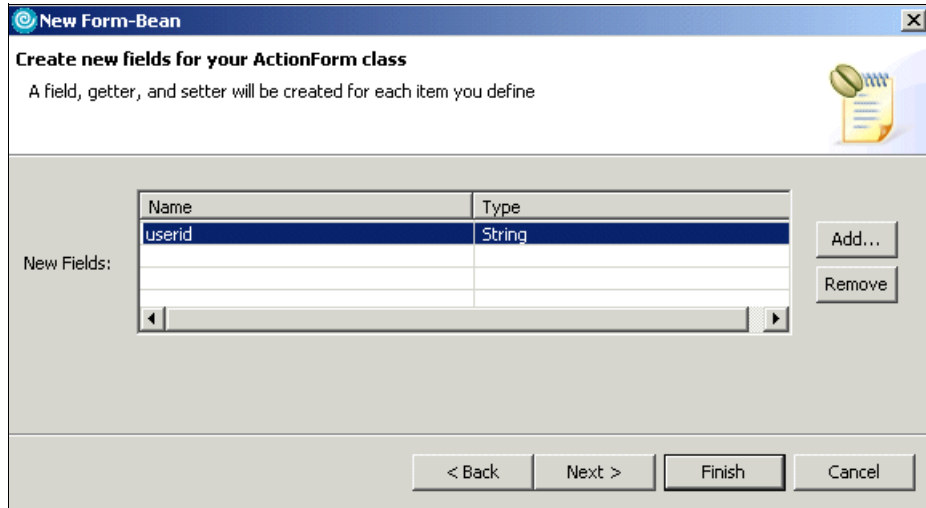 New Form-Bean
Create new fields for your ActionForm class
A field, getter, and setter will be created for each item you define
Name Type
userid String
New Fields:
Add...
Remove
< Back Next > Finish Cancel